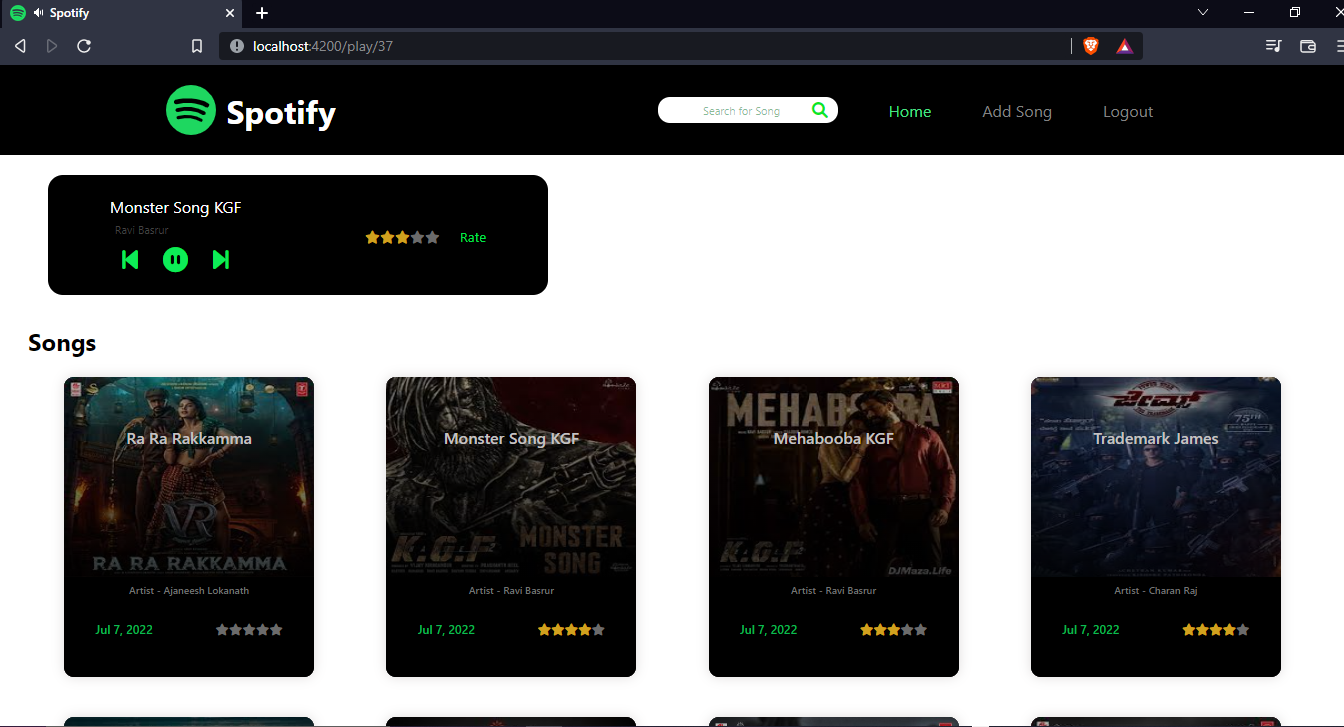 Spotify
localhost:4200/play/37
Spotify
Search for Song
Home
Add Song
Logout
Monster Song KGF
Ravi Basrur
Rate
Songs
Ra Ra Rakkamma
VR
RA RA RAKKAMMA
Artist - Ajaneesh Lokanath
Jul 7, 2022
Monster Song KGF
K.G.F
MONSTER
SONG
Artist - Ravi Basrur
Jul 7, 2022
MEHABOOBA
Mehabooba KGF
K.G.F
DJMaza.Life
Artist - Ravi Basrur
Jul 7, 2022
ಜೇಮ್ಸ್
75TH
Trademark James
Artist - Charan Raj
Jul 7, 2022